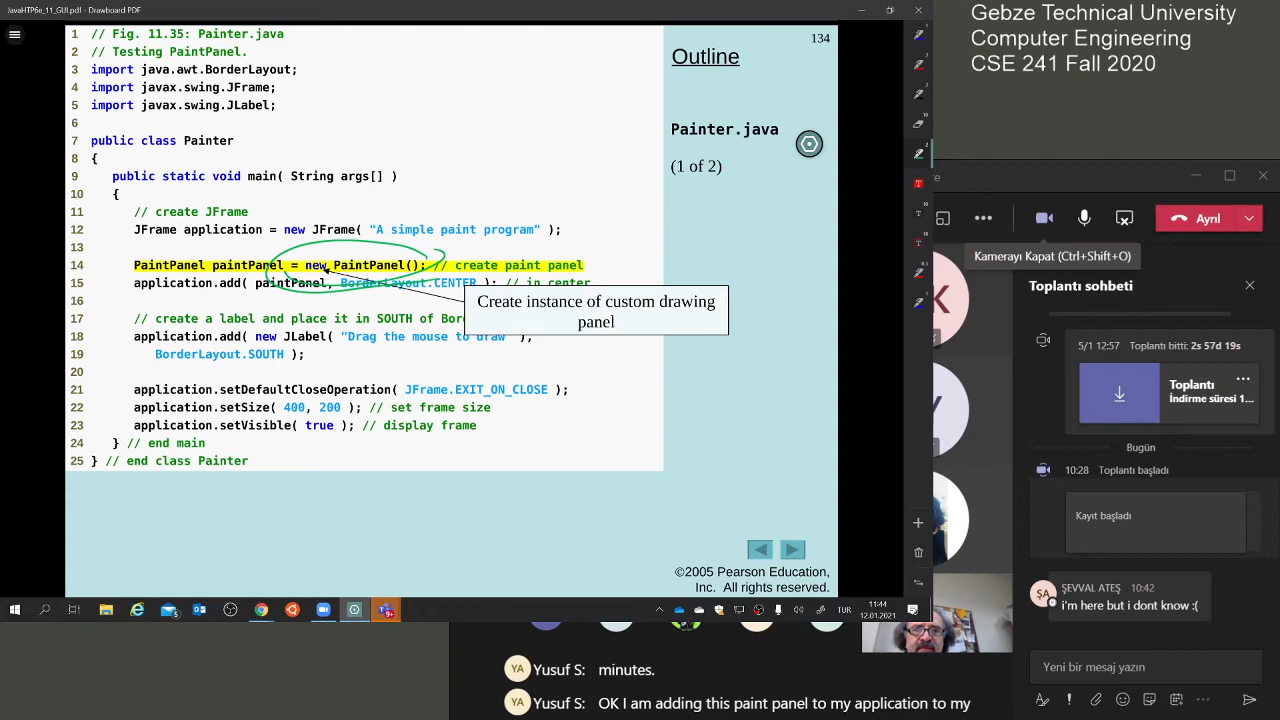 JavaHTP6e_11_GUI.pdf - Drawboard PDF
1 // Fig. 11.35: Painter.java
2 // Testing PaintPanel.
3 import java.awt.BorderLayout;
4 import javax.swing.JFrame;
5 import javax.swing.JLabel;
6
7 public class Painter
8 {
9 public static void main( String args[] )
10 {
11 // create JFrame
12 JFrame application = new JFrame( "A simple paint program" );
13
14 PaintPanel paintPanel = new PaintPanel(); // create paint panel
15 application.add( paintPanel, BorderLayout.CENTER ); // in center
16
17 // create a label and place it in SOUTH of Bor
18 application.add( new JLabel( "Drag the mouse to draw" ),
19 BorderLayout.SOUTH );
20
21 application.setDefaultCloseOperation( JFrame.EXIT_ON_CLOSE );
22 application.setSize( 400, 200 ); // set frame size
23 application.setVisible( true ); // display frame
24 } // end main
25 } // end class Painter
Create instance of custom drawing
panel
134
Outline
Painter.java
(1 of 2)
©2005 Pearson Education,
Inc. All rights reserved.
TUR
11:44
12.01.2021
Gebze Technical University
Computer Engineering
CSE 241 Fall 2020
Ayrıl
Kamerayı Kapat (Ctrl+Shift+O)
Toplantı sohbeti
5/1 12:57 Toplantı bitti: 2s 57d 19s
Toplantı
İndirme süresi 1...
Bugün
10:28 Toplantı başladı
Kayıt başladı
ŞA
ŞEVVAL ATEŞ 10:42
i'm here but i dont know :(
Yeni bir mesaj yazın
YA Yusuf S: minutes.
YA Yusuf S: OK I am adding this paint panel to my application to my